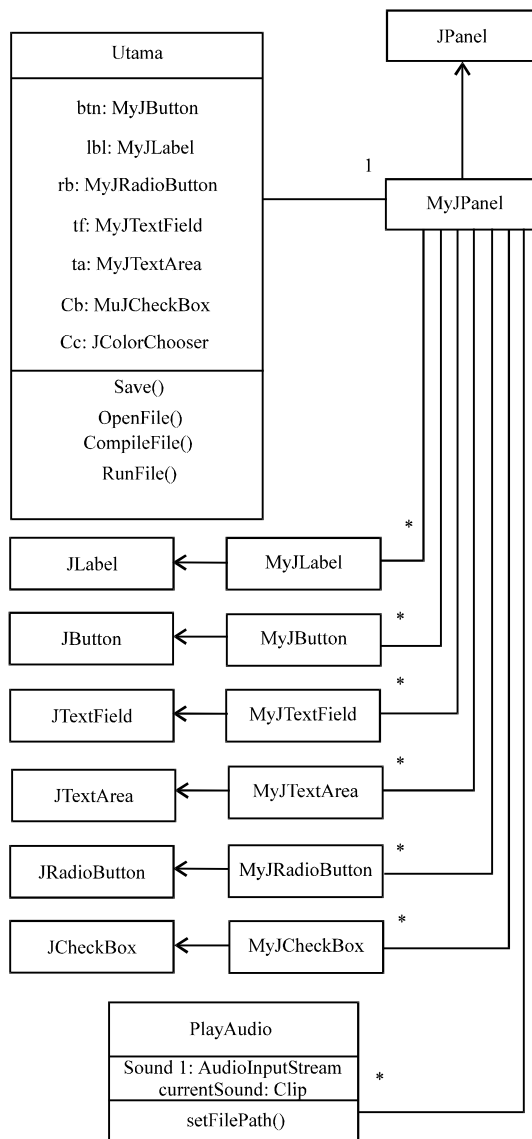 JPanel
Utama
btn: MyJButton
lbl: MyJLabel
rb: MyJRadioButton
tf: MyJTextField
ta: MyJTextArea
Cb: MuJCheckBox
Cc: JColorChooser
Save()
OpenFile()
CompileFile()
RunFile()
1
MyJPanel
*
JLabel
MyJLabel
*
JButton
MyJButton
*
JTextField
MyJTextField
*
JTextArea
MyJTextArea
*
JRadioButton
MyJRadioButton
*
JCheckBox
MyJCheckBox
PlayAudio
Sound 1: AudioInputStream
currentSound: Clip
*
setFilePath()